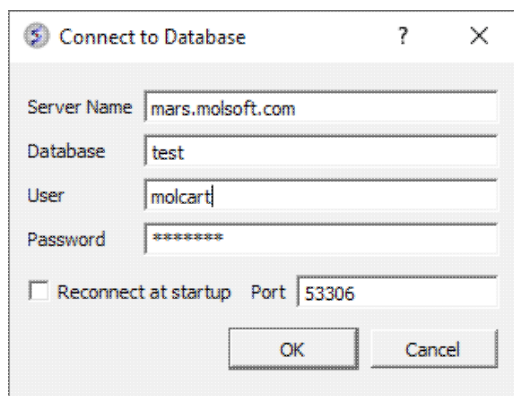 Connect to Database ?
Server Name mars.molsoft.com
Database test
User molcart
Password *******
Reconnect at startup Port 53306
OK Cancel